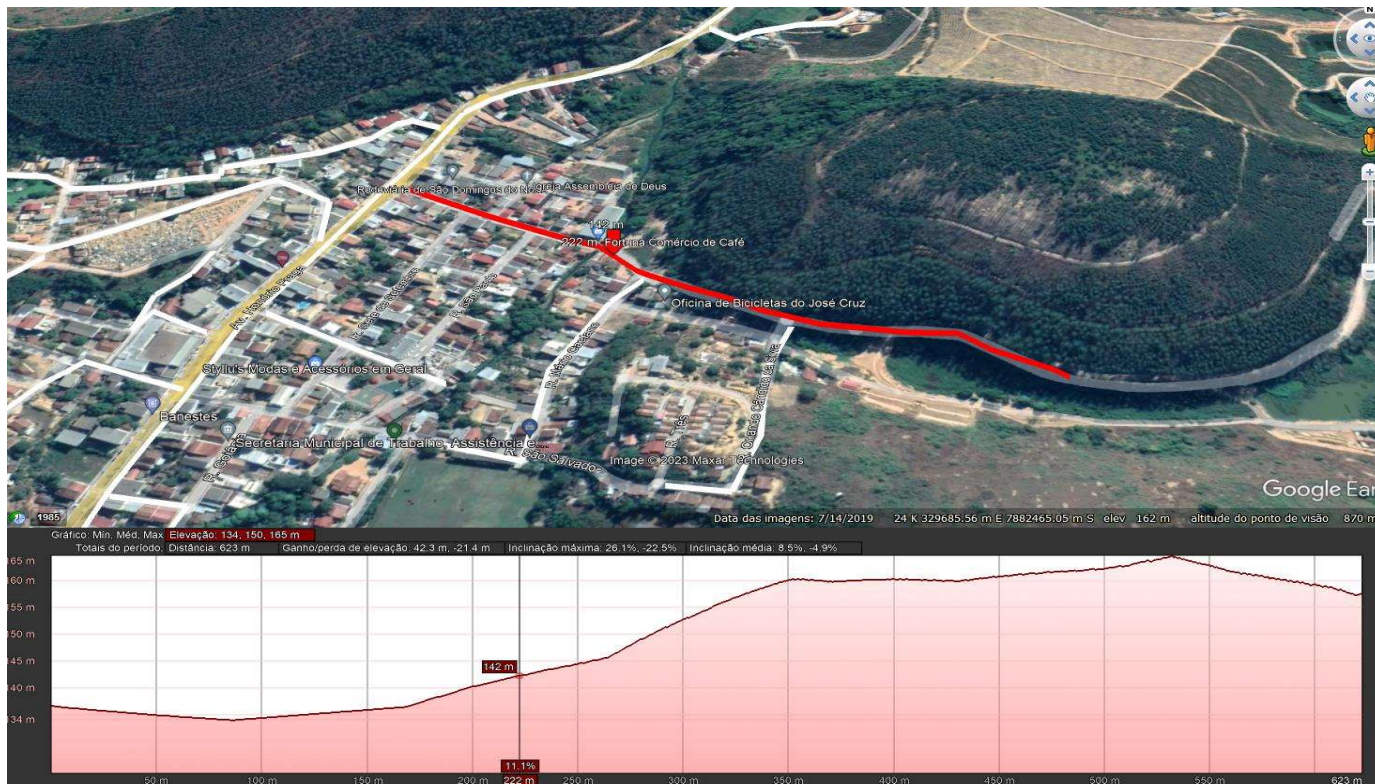 N
Rodoviária de São Domingos do Norte
Igreja Assembleia de Deus
142 m
222 m
Fortuna Comércio de Café
Oficina de Bicicletas do José Cruz
Av. Honório Fraga
Styllu's Modas e Acessórios em Geral
Banestes
Secretaria Municipal de Trabalho, Assistência e...
R. São Salvador
Image © 2023 Maxar Technologies
Google Ear
1985
Data das imagens: 7/14/2019 24 K 329685.56 m E 7882465.05 m S elev 162 m altitude do ponto de visão 870 m
Gráfico: Mín, Méd, Max Elevação: 134, 150, 165 m
Totais do período: Distância: 623 m Ganho/perda de elevação: 42.3 m, -21.4 m Inclinação máxima: 26.1%, -22.5% Inclinação média: 8.5%, -4.9%
165 m
160 m
155 m
150 m
145 m
142 m
140 m
134 m
11.1%
50 m 100 m 150 m 200 m 222 m 250 m 300 m 350 m 400 m 450 m 500 m 550 m 623 m